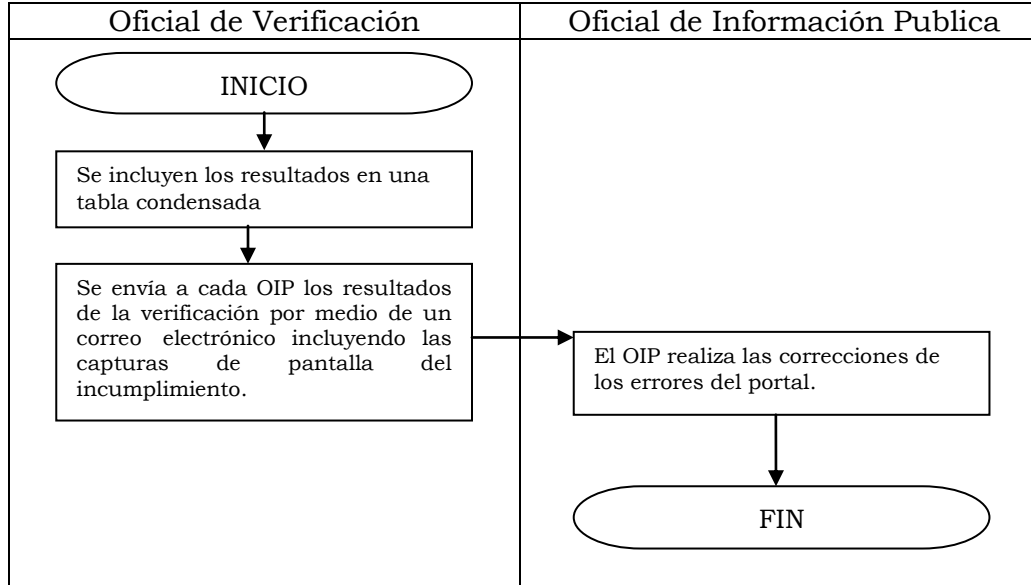 Oficial de Verificación
Oficial de Información Publica
INICIO
Se incluyen los resultados en una
tabla condensada
Se envía a cada OIP los resultados
de la verificación por medio de un
correo electrónico incluyendo las
capturas de pantalla del
incumplimiento.
El OIP realiza las correcciones de
los errores del portal.
FIN